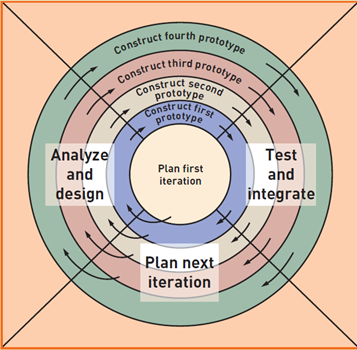 Construct fourth prototype
Construct third prototype
Construct second
prototype
Construct first
prototype
Analyze
and
design
Plan first
iteration
Test
and
integrate
Plan next
iteration